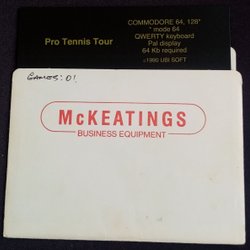 Pro Tennis Tour
COMMODORE 64, 128*
* mode 64
QWERTY keyboard
Pal display
64 Kb required
©1990 UBI SOFT
GAMES: 01
McKEATINGS
BUSINESS EQUIPMENT